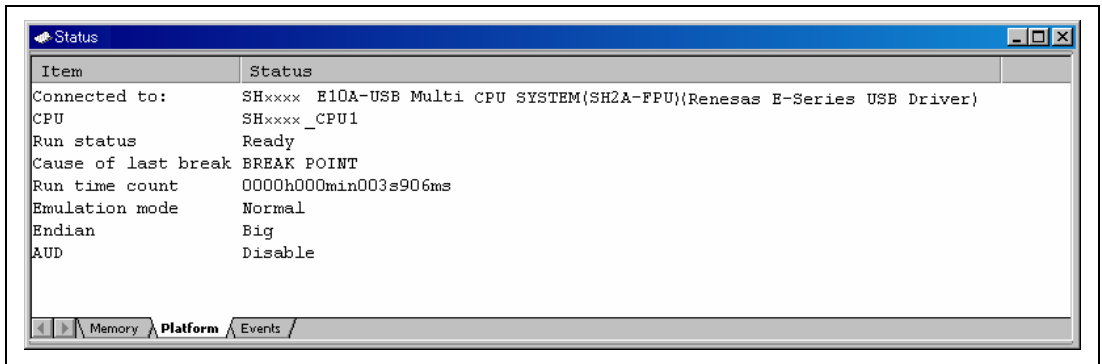 Status
Item Status
Connected to: SHxxxx E10A-USB Multi CPU SYSTEM(SH2A-FPU)(Renesas E-Series USB Driver)
CPU SHxxxx _CPU1
Run status Ready
Cause of last break BREAK POINT
Run time count 0000h000min003s906ms
Emulation mode Normal
Endian Big
AUD Disable
Memory Platform Events